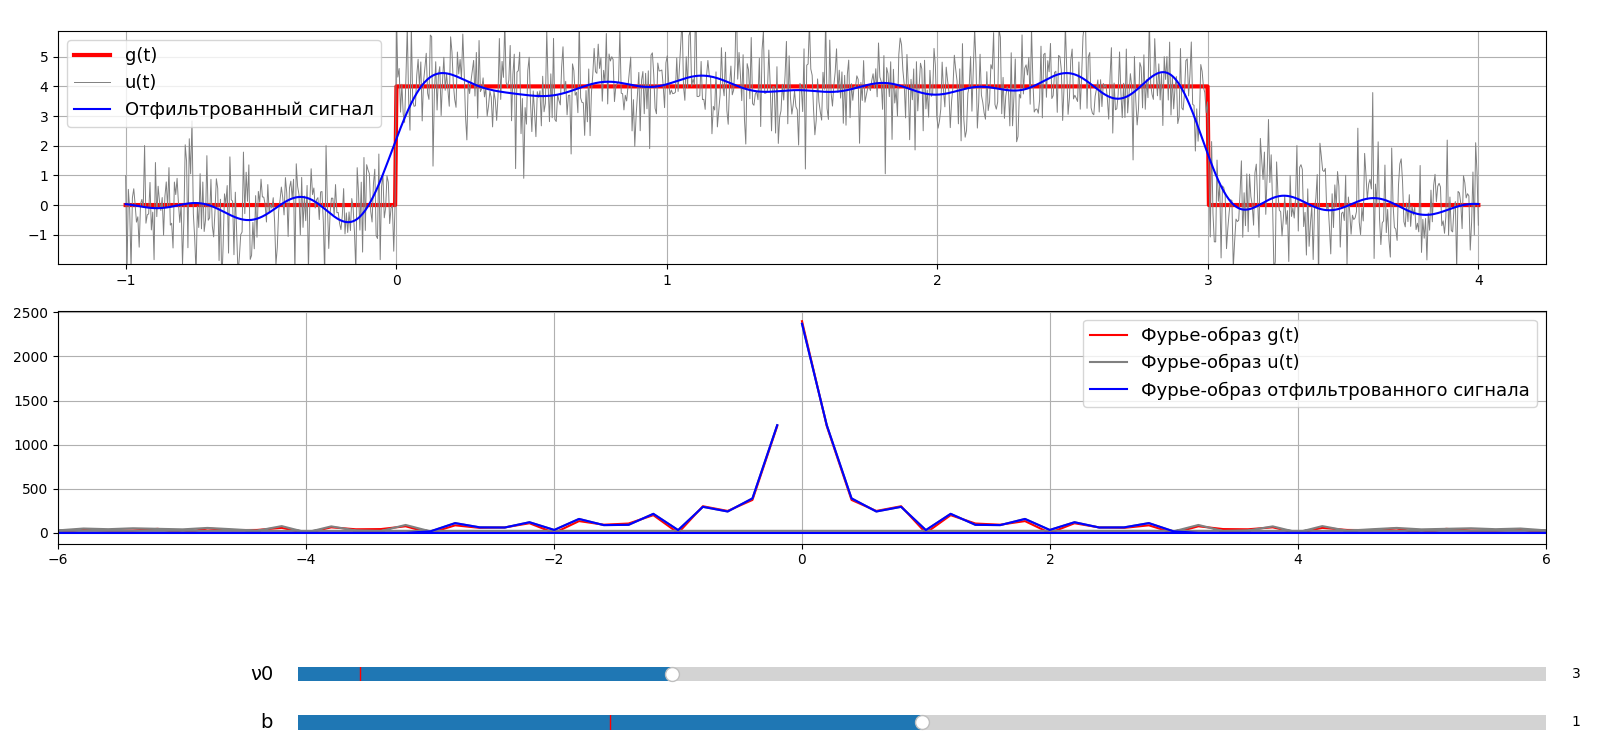 5
4
3
2
1
0
−1
g(t)
u(t)
Отфильтрованный сигнал
−1 0 1 2 3 4
2500
2000
1500
1000
500
0
Фурье-образ g(t)
Фурье-образ u(t)
Фурье-образ отфильтрованного сигнала
−6 −4 −2 0 2 4 6
ν0 3
b 1